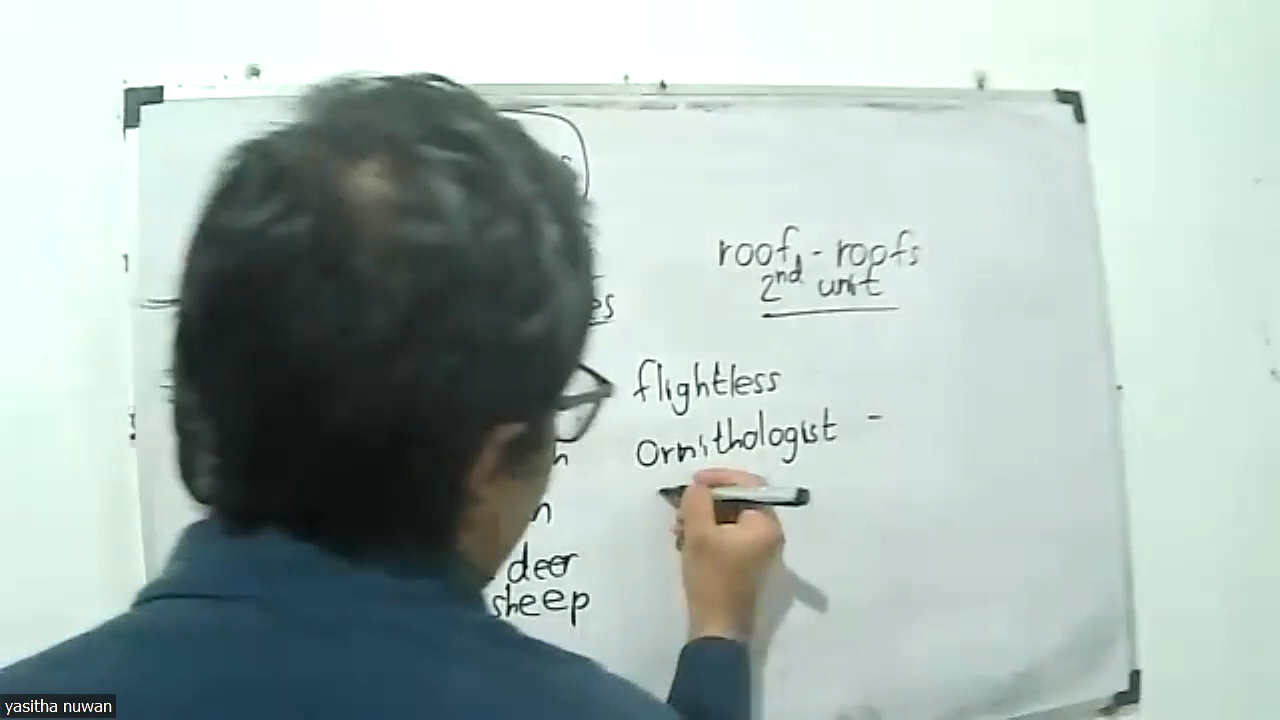 roof - roofs
2nd unit
es
flightless
Ornithologist -
n
n
deer
sheep
yasitha nuwan